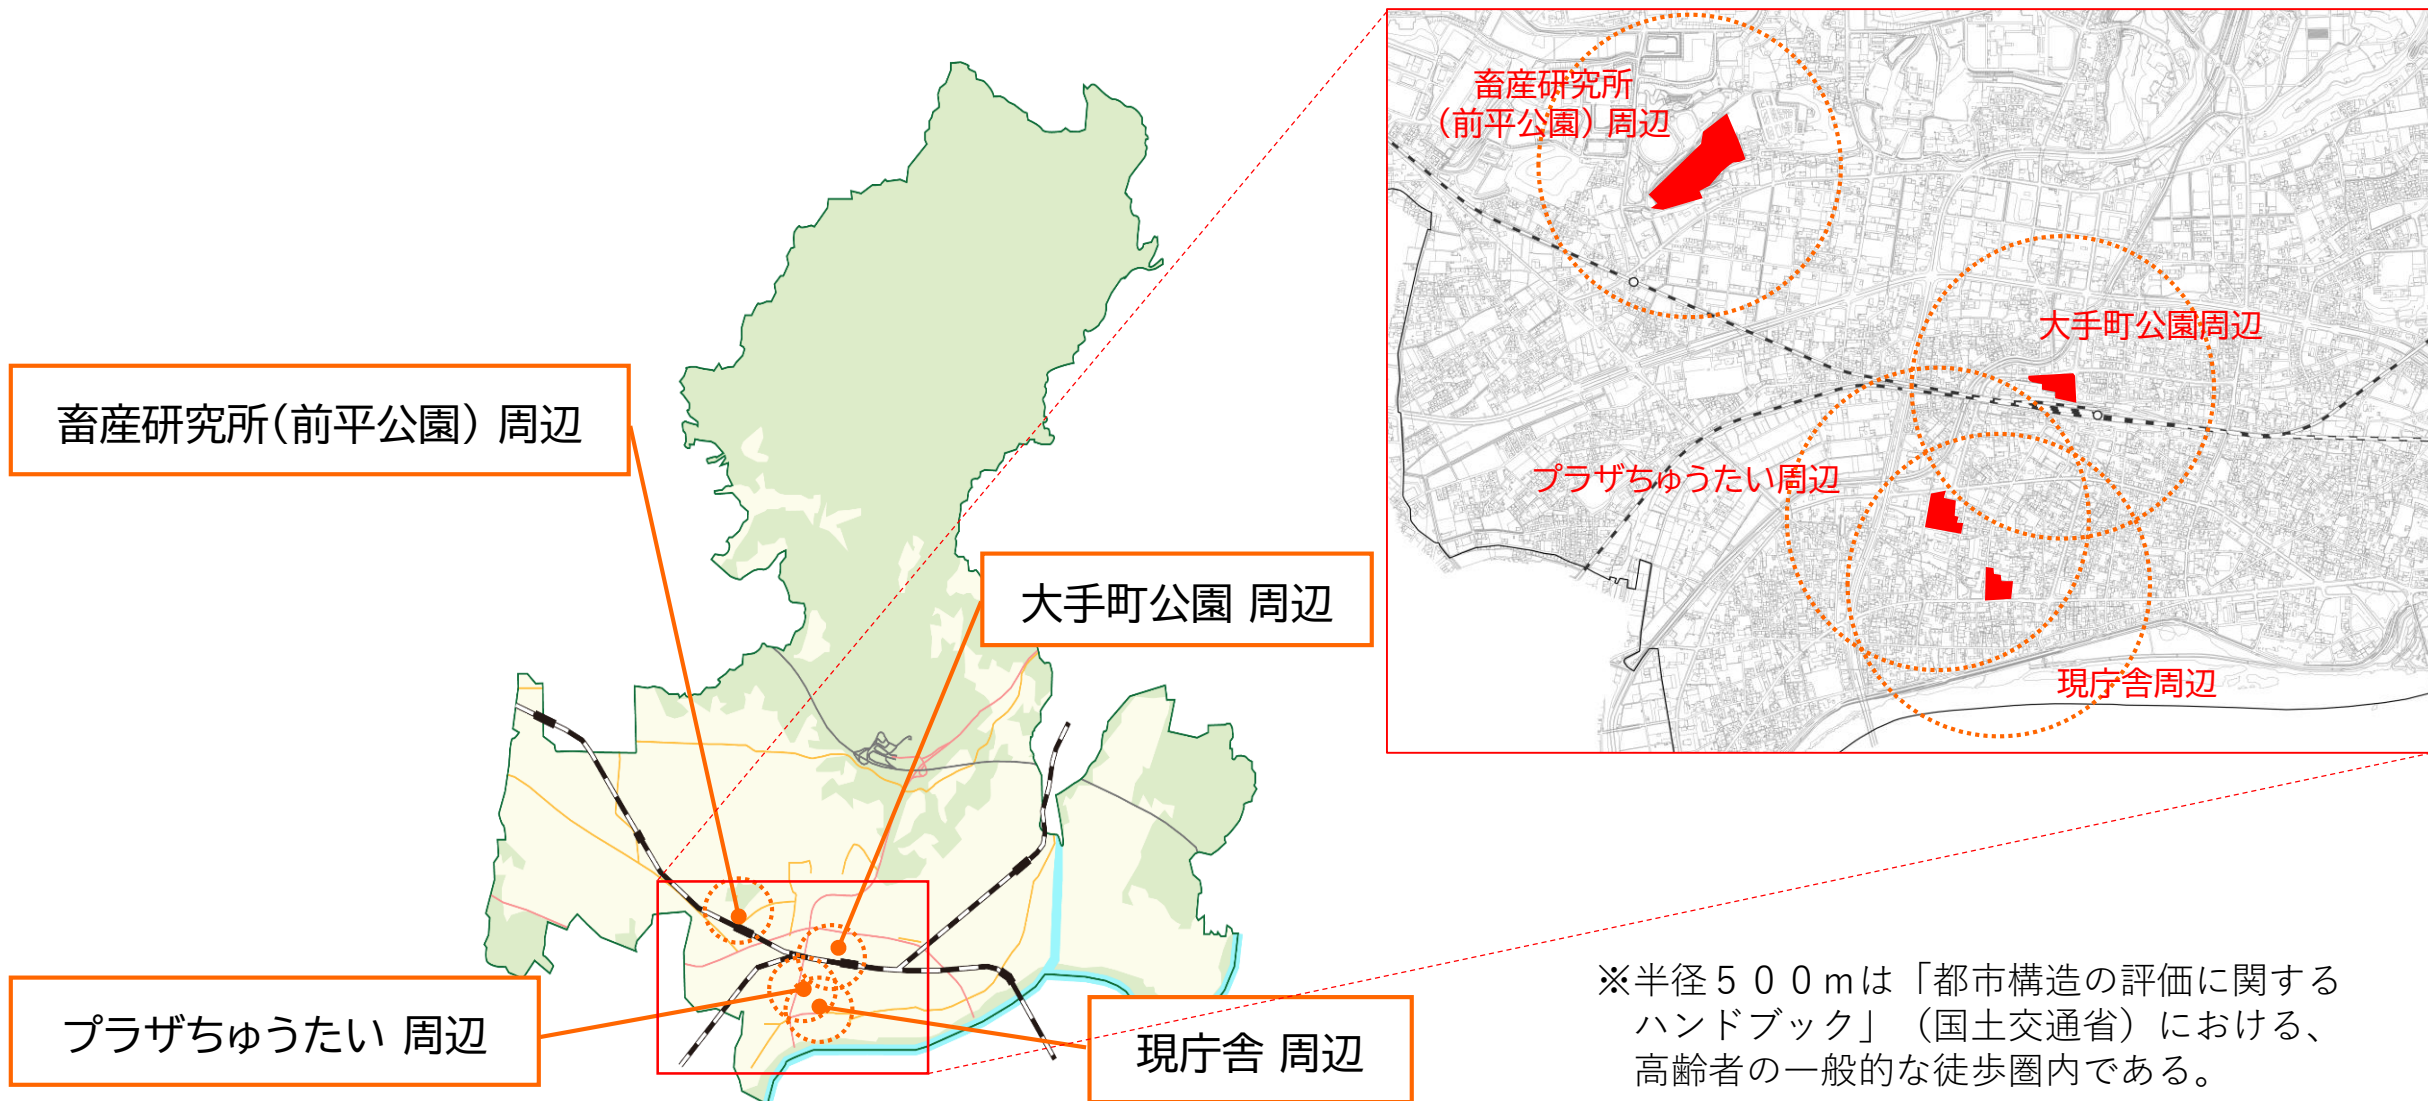 畜産研究所
（前平公園）周辺
大手町公園周辺
プラザちゅうたい周辺
現庁舎周辺
畜産研究所（前平公園）周辺
大手町公園 周辺
プラザちゅうたい 周辺
現庁舎 周辺
※半径５００ｍは「都市構造の評価に関する
ハンドブック」（国土交通省）における、
高齢者の一般的な徒歩圏内である。